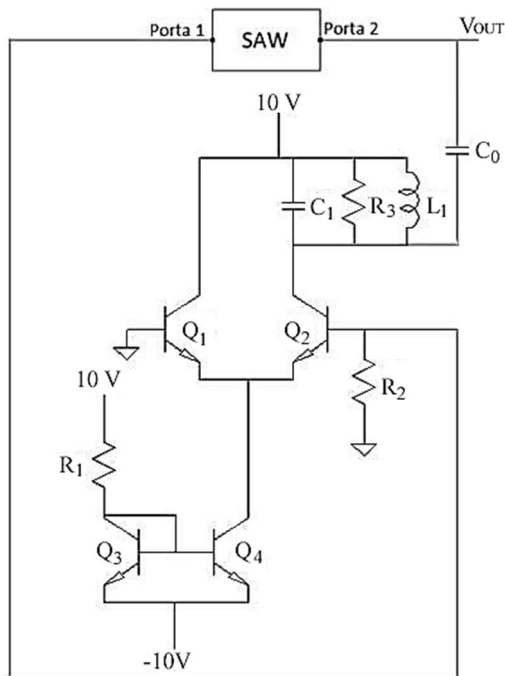 Porta 1 SAW Porta 2 VOUT
10 V
C0
C1 R3 L1
Q1 Q2
10 V
R2
R1
Q3 Q4
-10V